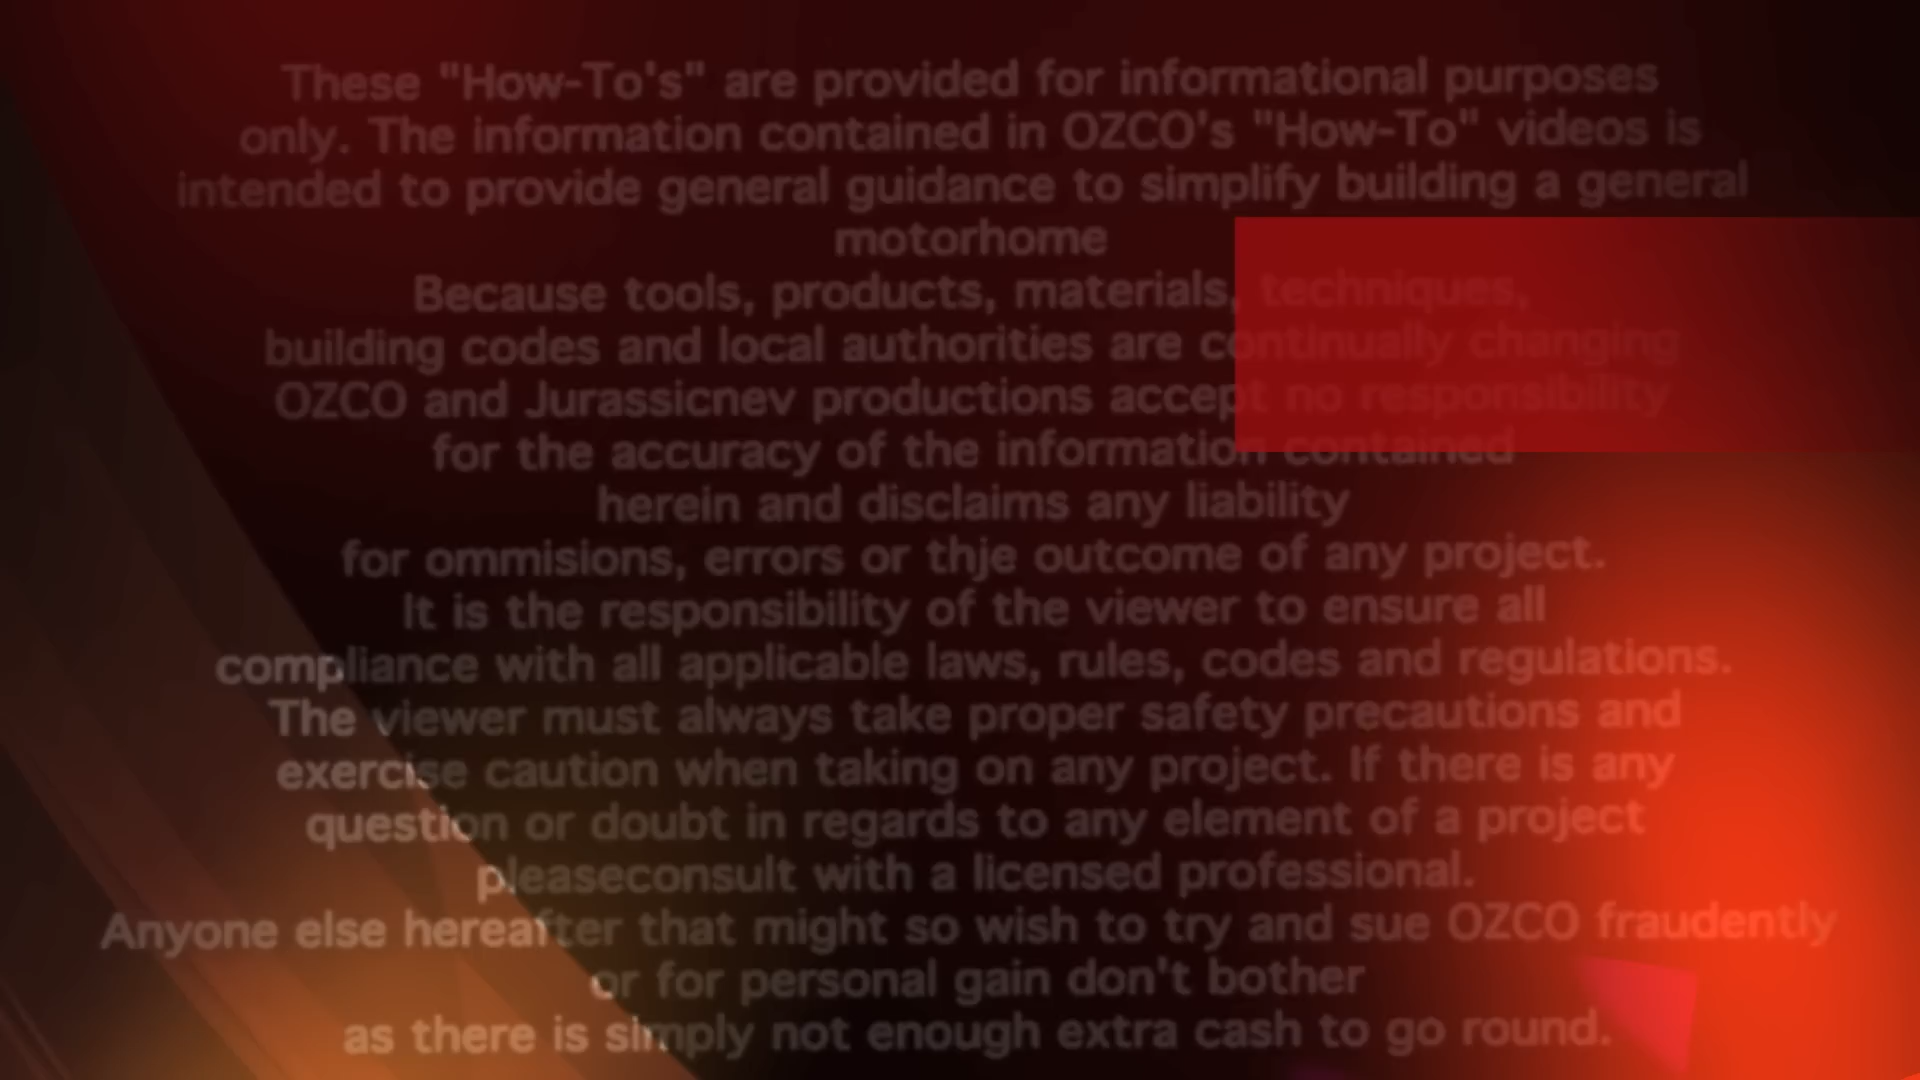 These "How-To's" are provided for informational purposes
only. The information contained in OZCO's "How-To" videos is
intended to provide general guidance to simplify building a general
motorhome
Because tools, products, materials, techniques,
building codes and local authorities are continually changing
OZCO and Jurassicnev productions accept no responsibility
for the accuracy of the information contained
herein and disclaims any liability
for ommisions, errors or thje outcome of any project.
It is the responsibility of the viewer to ensure all
compliance with all applicable laws, rules, codes and regulations.
The viewer must always take proper safety precautions and
exercise caution when taking on any project. If there is any
question or doubt in regards to any element of a project
pleaseconsult with a licensed professional.
Anyone else hereafter that might so wish to try and sue OZCO fraudently
or for personal gain don't bother
as there is simply not enough extra cash to go round.